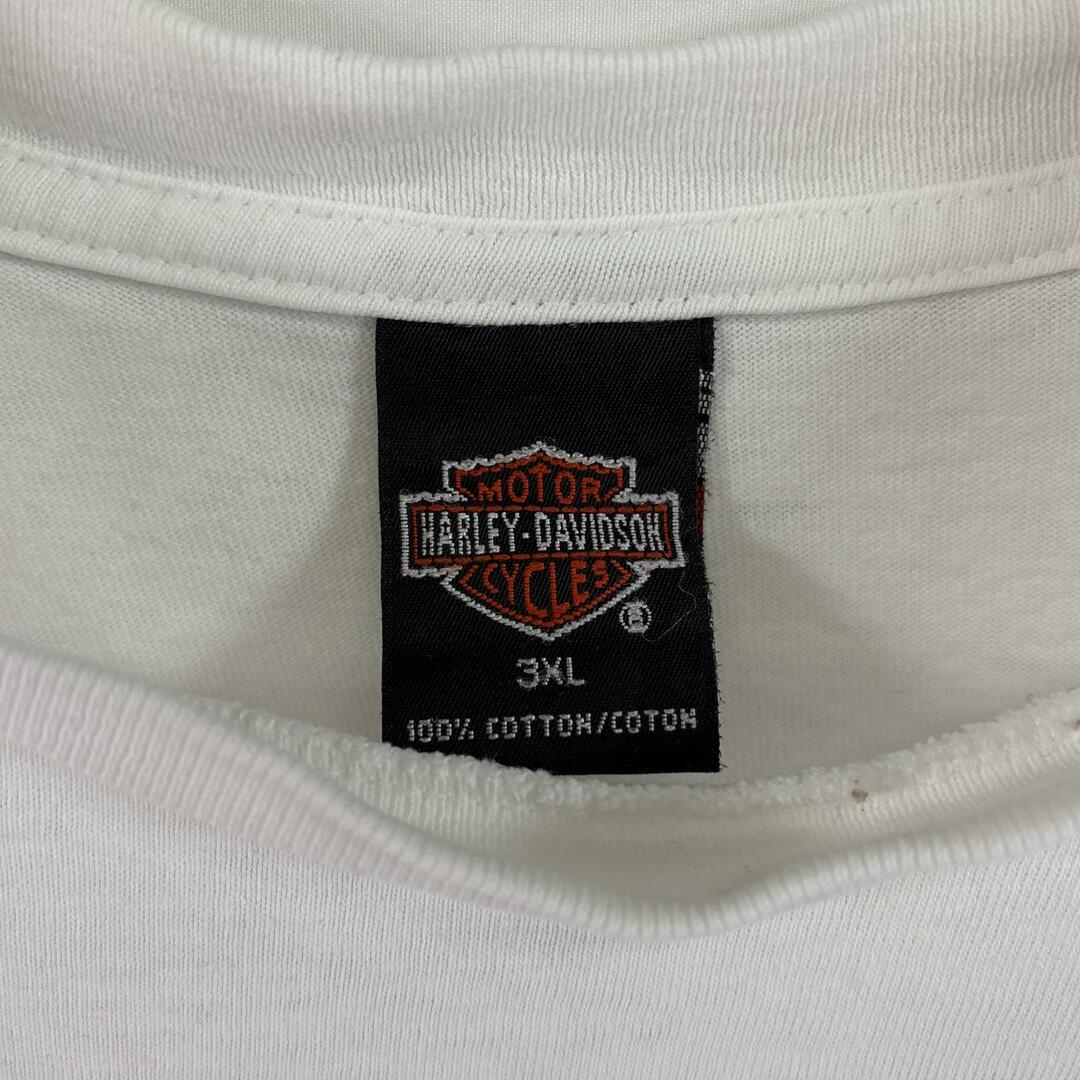 MOTOR
HARLEY-DAVIDSON
CYCLES
®
3XL
100% COTTON/COTON